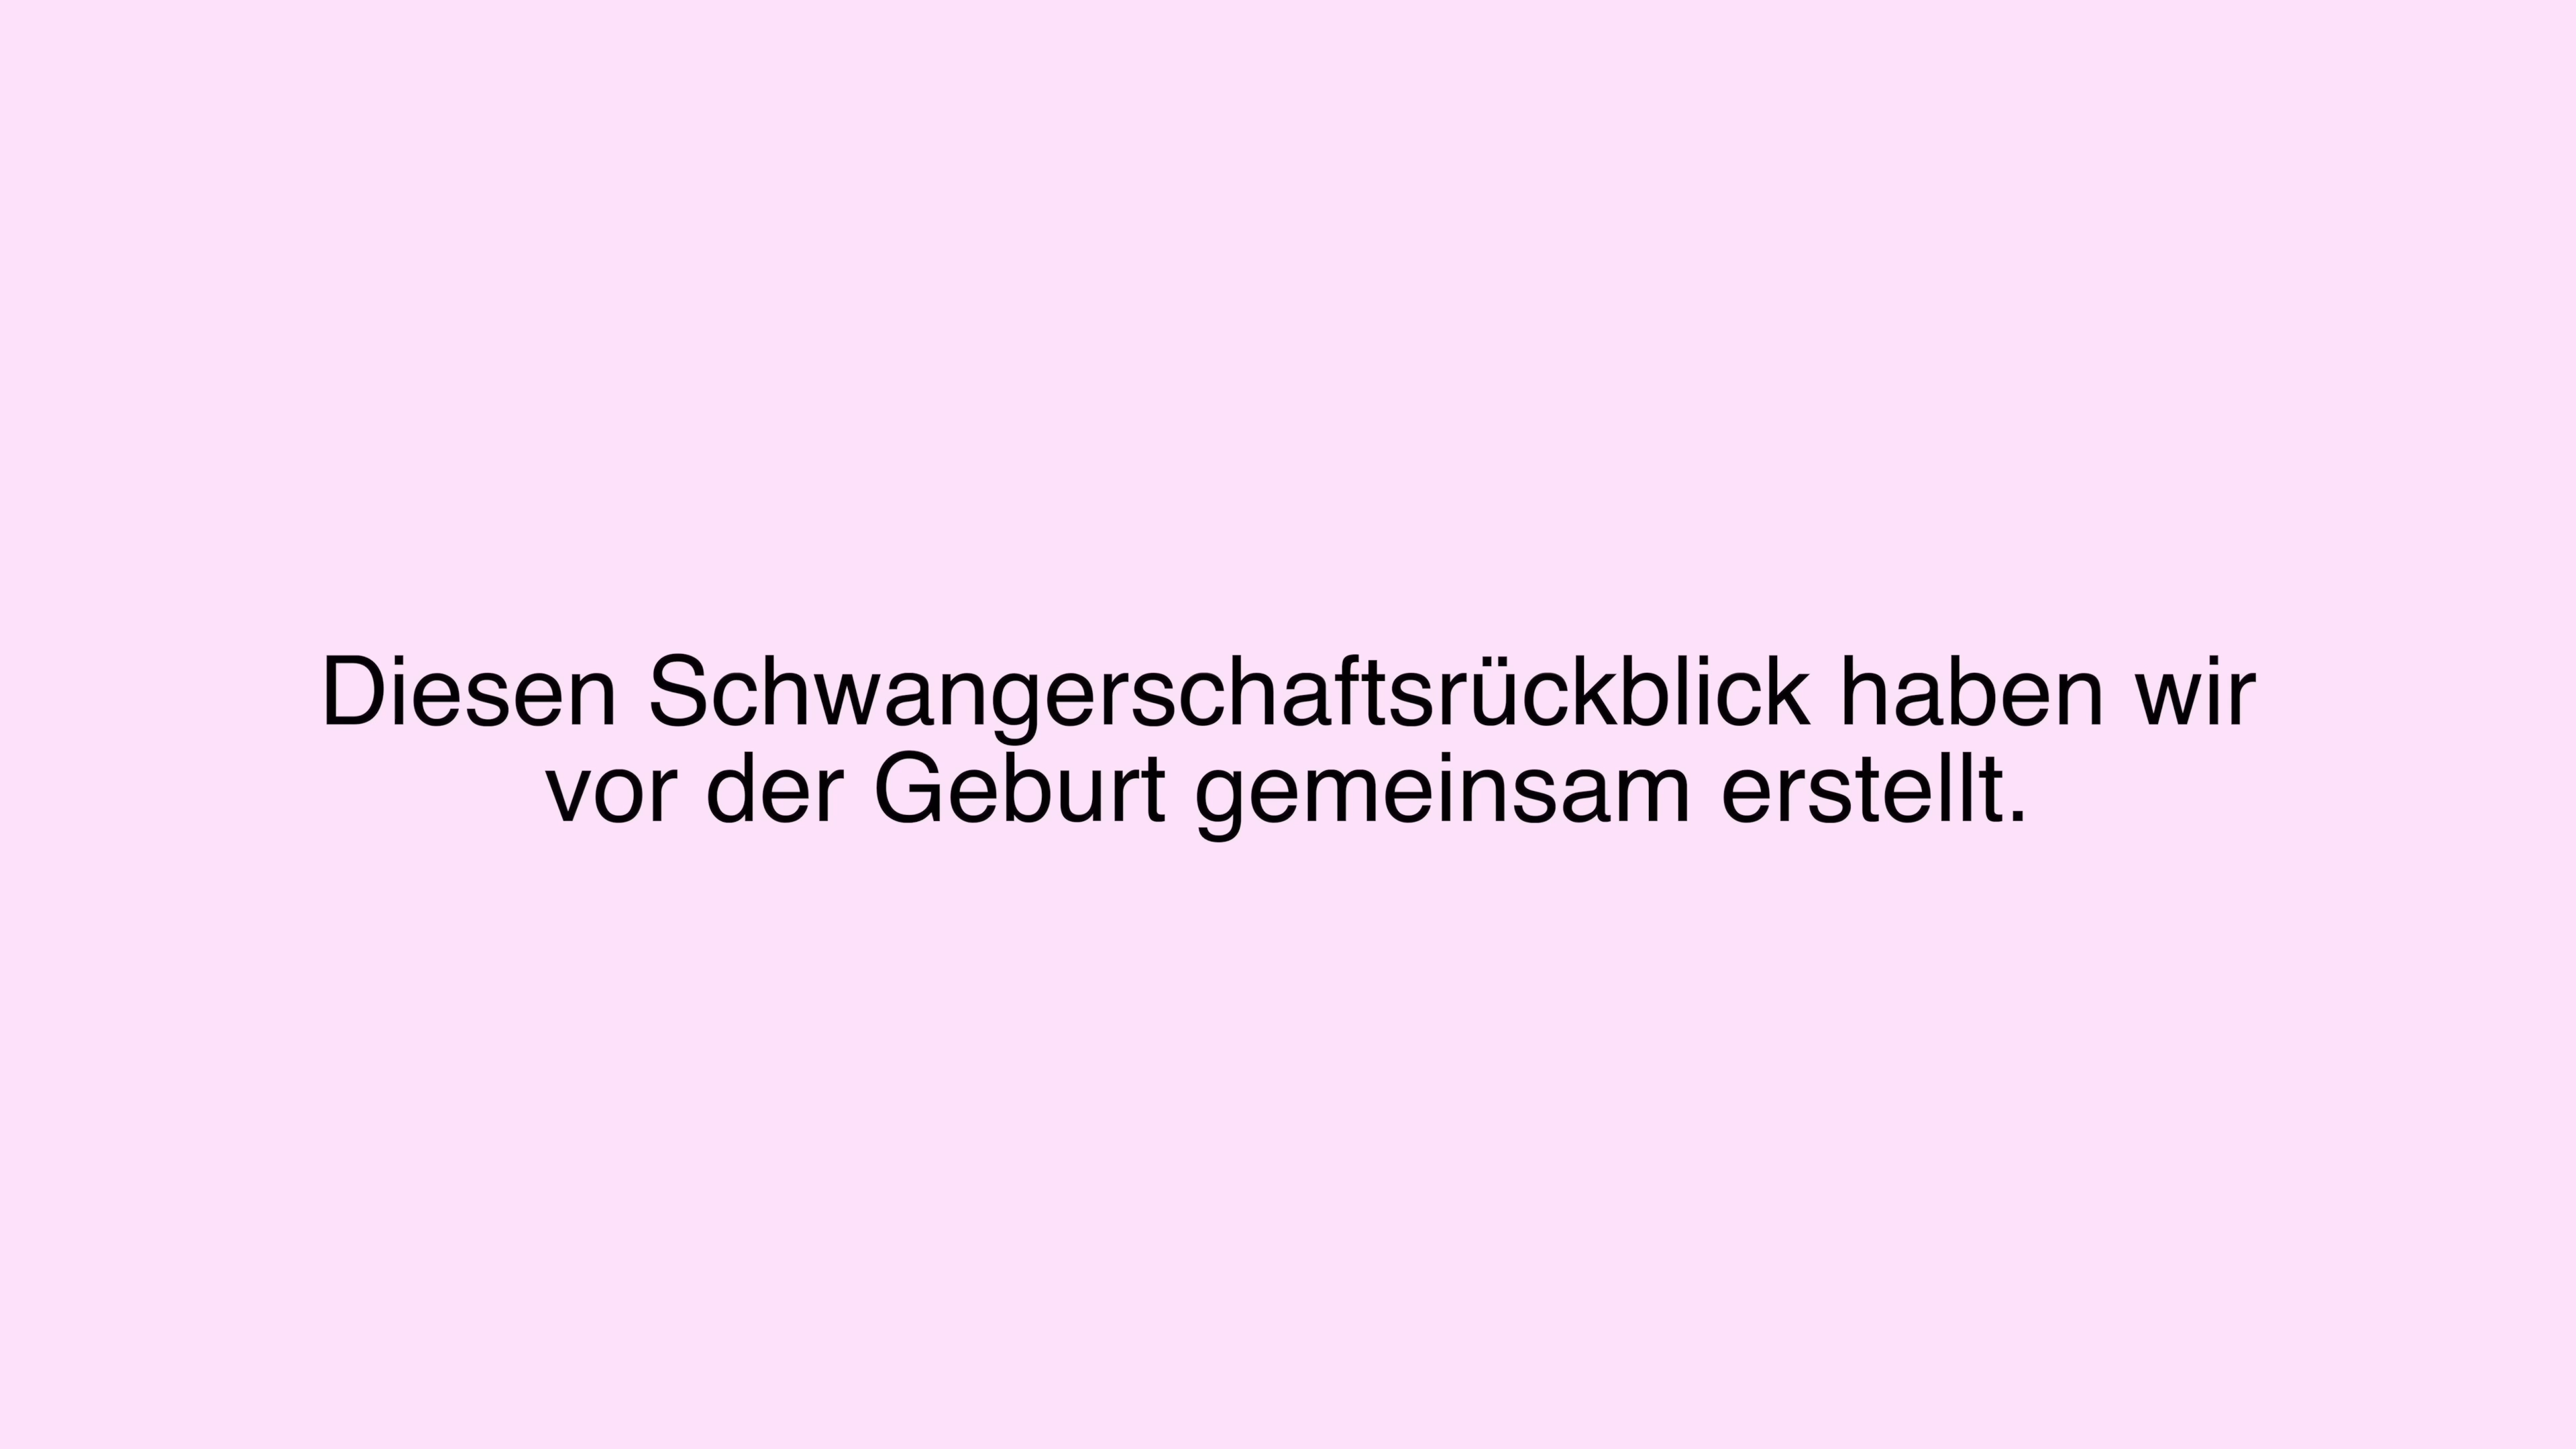 Diesen Schwangerschaftsrückblick haben wir
vor der Geburt gemeinsam erstellt.